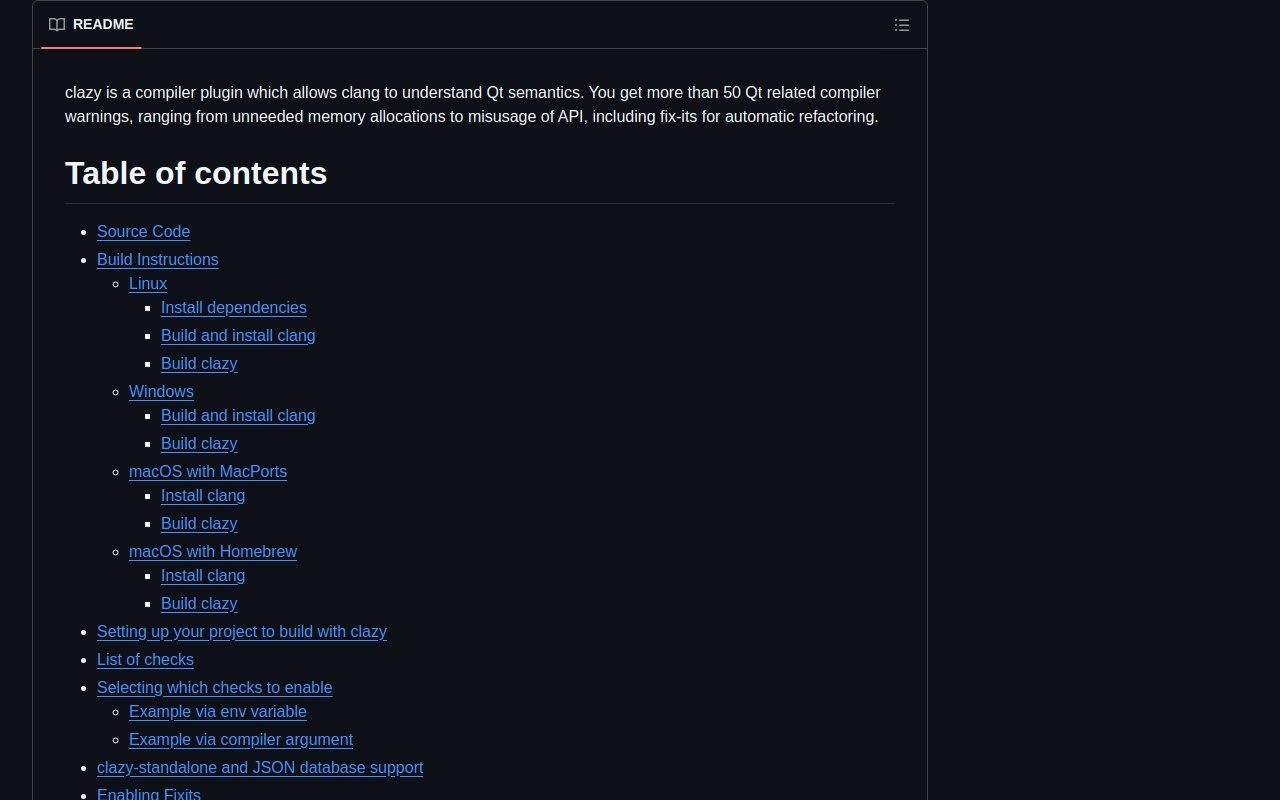 README
clazy is a compiler plugin which allows clang to understand Qt semantics. You get more than 50 Qt related compiler
warnings, ranging from unneeded memory allocations to misusage of API, including fix-its for automatic refactoring.
Table of contents
Source Code
Build Instructions
Linux
Install dependencies
Build and install clang
Build clazy
Windows
Build and install clang
Build clazy
macOS with MacPorts
Install clang
Build clazy
macOS with Homebrew
Install clang
Build clazy
Setting up your project to build with clazy
List of checks
Selecting which checks to enable
Example via env variable
Example via compiler argument
clazy-standalone and JSON database support
Enabling Fixits